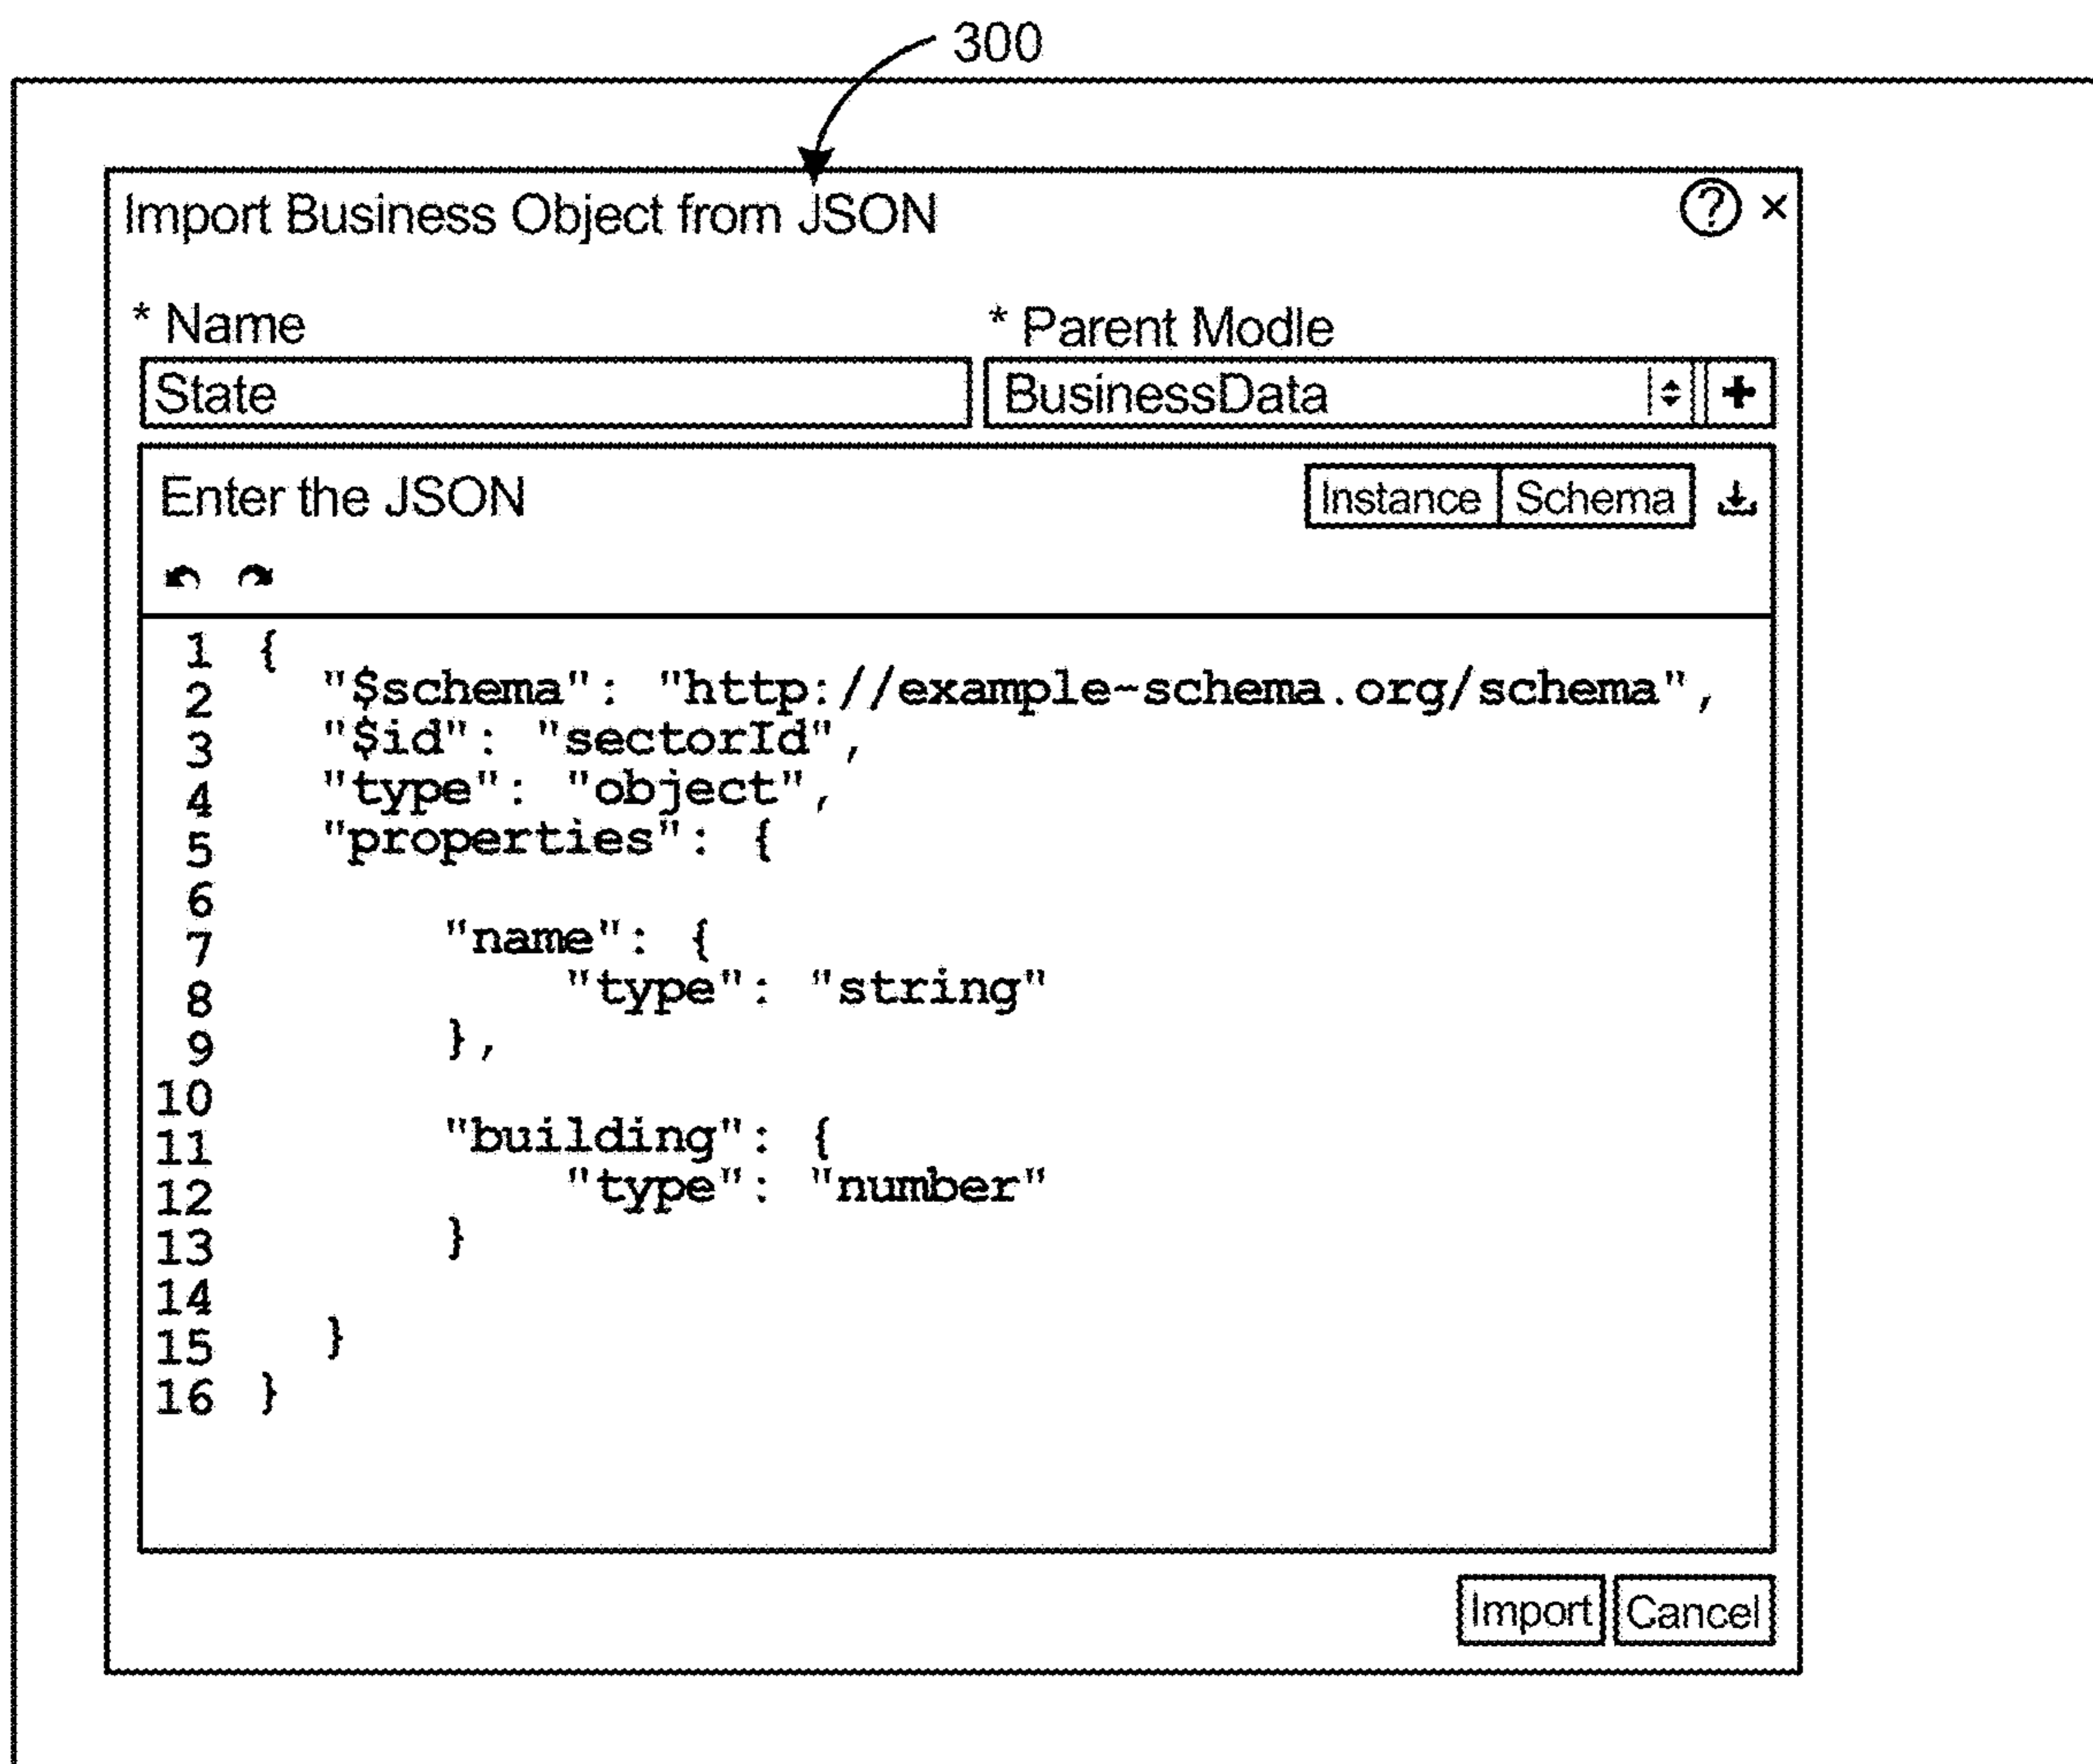 300
Import Business Object from JSON ? ×
* Name * Parent Modle
State BusinessData +
Enter the JSON Instance Schema
1 {
2 "$schema": "http://example-schema.org/schema",
3 "$id": "sectorId",
4 "type": "object",
5 "properties": {
6
7 "name": {
8 "type": "string"
9 },
10
11 "building": {
12 "type": "number"
13 }
14
15 }
16 }
Import Cancel